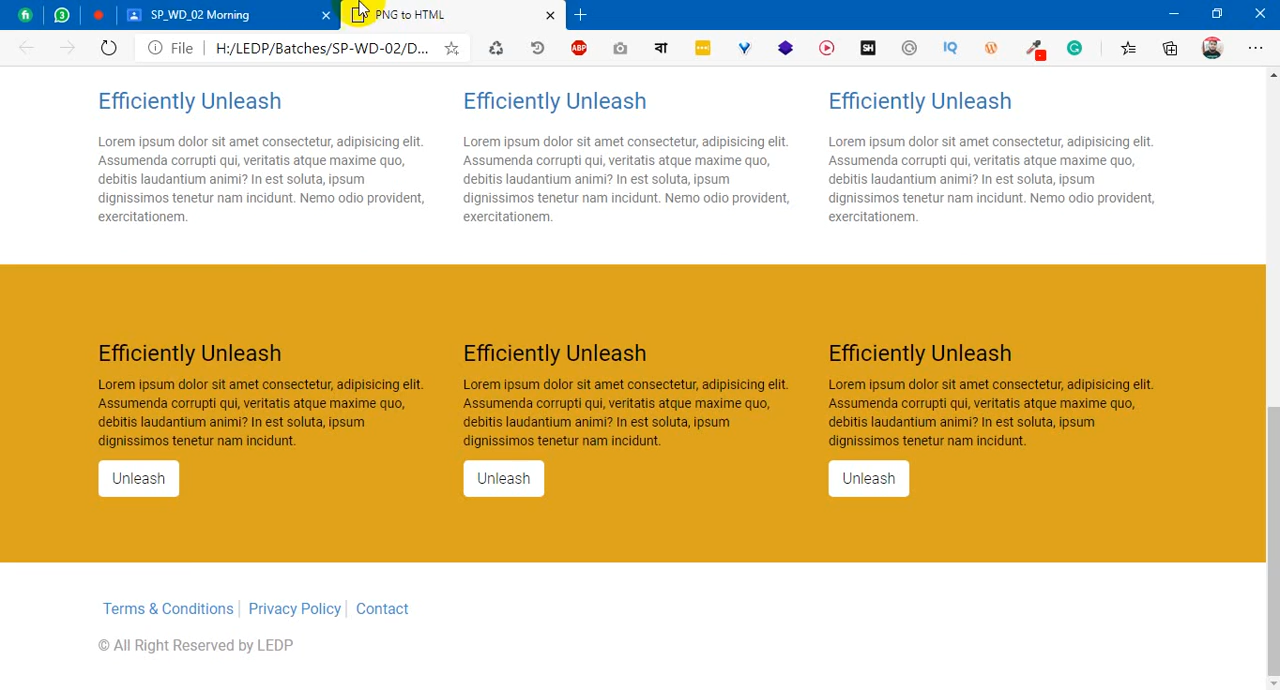 SP_WD_02 Morning
PNG to HTML
File
H:/LEDP/Batches/SP-WD-02/D...
ABP
বা
SH
IQ
Efficiently Unleash
Lorem ipsum dolor sit amet consectetur, adipisicing elit.
Assumenda corrupti qui, veritatis atque maxime quo,
debitis laudantium animi? In est soluta, ipsum
dignissimos tenetur nam incidunt. Nemo odio provident,
exercitationem.
Efficiently Unleash
Lorem ipsum dolor sit amet consectetur, adipisicing elit.
Assumenda corrupti qui, veritatis atque maxime quo,
debitis laudantium animi? In est soluta, ipsum
dignissimos tenetur nam incidunt. Nemo odio provident,
exercitationem.
Efficiently Unleash
Lorem ipsum dolor sit amet consectetur, adipisicing elit.
Assumenda corrupti qui, veritatis atque maxime quo,
debitis laudantium animi? In est soluta, ipsum
dignissimos tenetur nam incidunt. Nemo odio provident,
exercitationem.
Efficiently Unleash
Lorem ipsum dolor sit amet consectetur, adipisicing elit.
Assumenda corrupti qui, veritatis atque maxime quo,
debitis laudantium animi? In est soluta, ipsum
dignissimos tenetur nam incidunt.
Unleash
Efficiently Unleash
Lorem ipsum dolor sit amet consectetur, adipisicing elit.
Assumenda corrupti qui, veritatis atque maxime quo,
debitis laudantium animi? In est soluta, ipsum
dignissimos tenetur nam incidunt.
Unleash
Efficiently Unleash
Lorem ipsum dolor sit amet consectetur, adipisicing elit.
Assumenda corrupti qui, veritatis atque maxime quo,
debitis laudantium animi? In est soluta, ipsum
dignissimos tenetur nam incidunt.
Unleash
Terms & Conditions
Privacy Policy
Contact
© All Right Reserved by LEDP